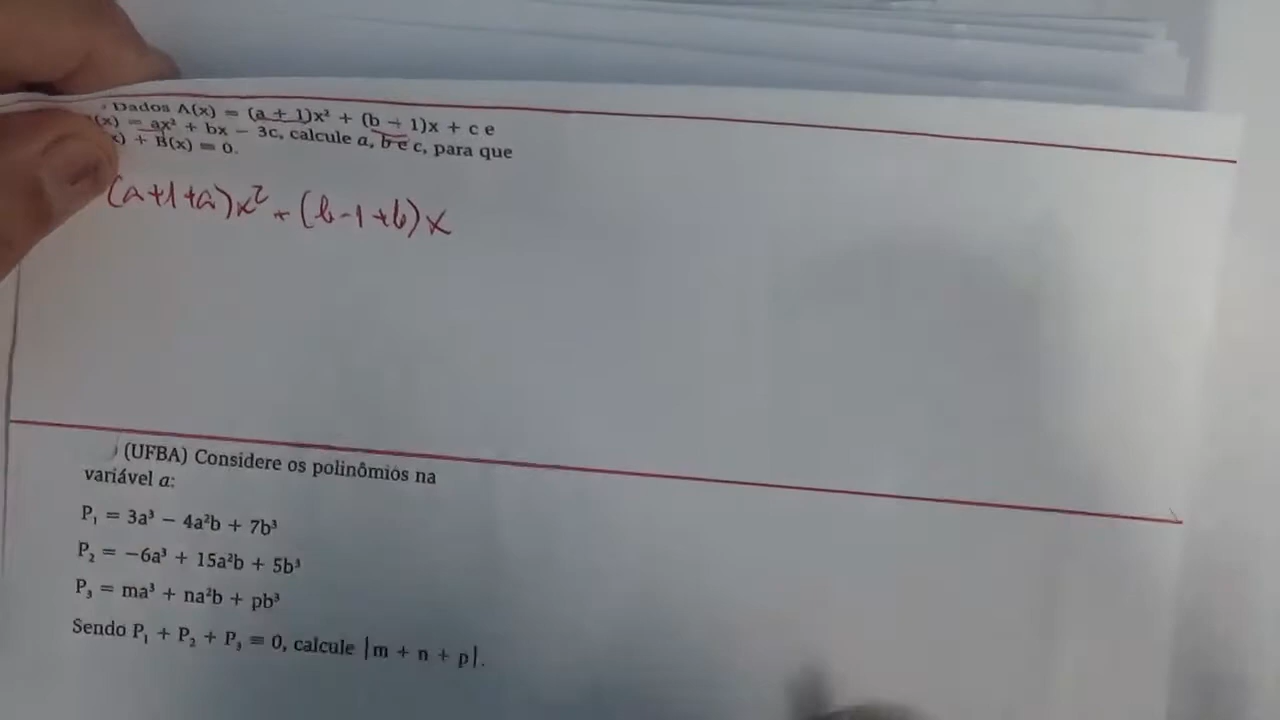 Dados A(x) = (a + 1)x² + (b − 1)x + c e
(x) = ax² + bx − 3c, calcule a, b e c, para que
x) + B(x) ≡ 0.
(a+1+a)x² + (b-1+b)x
(UFBA) Considere os polinômios na
variável a:
P₁ = 3a³ − 4a²b + 7b³
P₂ = −6a³ + 15a²b + 5b³
P₃ = ma³ + na²b + pb³
Sendo P₁ + P₂ + P₃ ≡ 0, calcule |m + n + p|.